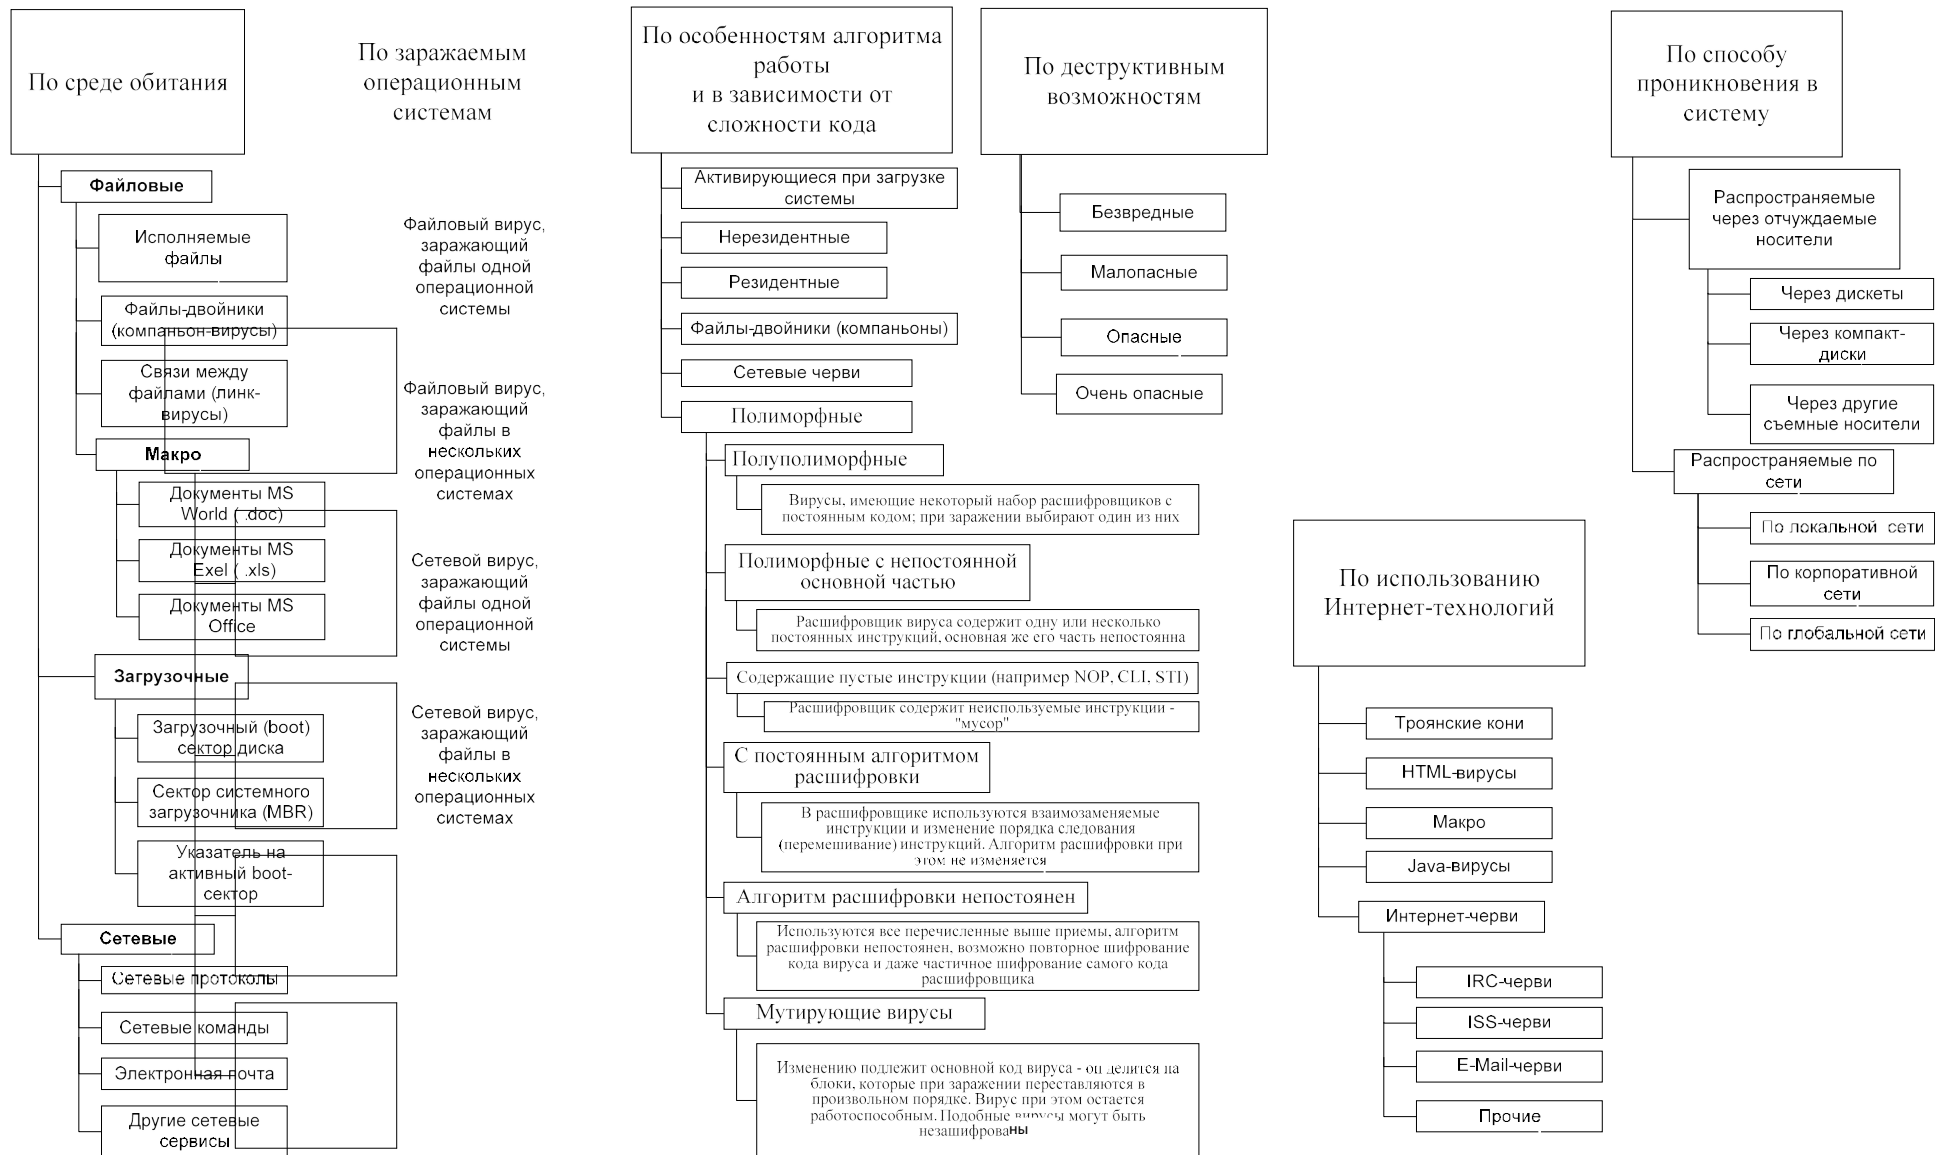 По среде обитания
Файловые
Исполняемые
файлы
Файлы-двойники
(компаньон-вирусы)
Связи между
файлами (линк-
вирусы)
Макро
Документы MS
World ( .doc)
Документы MS
Exel ( .xls)
Документы MS
Office
Загрузочные
Загрузочный (boot)
сектор диска
Сектор системного
загрузочника (MBR)
Указатель на
активный boot-
сектор
Сетевые
Сетевые протоколы
Сетевые команды
Электронная почта
Другие сетевые
сервисы
По заражаемым
операционным
системам
Файловый вирус,
заражающий
файлы одной
операционной
системы
Файловый вирус,
заражающий
файлы в
нескольких
операционных
системах
Сетевой вирус,
заражающий
файлы одной
операционной
системы
Сетевой вирус,
заражающий
файлы в
нескольких
операционных
системах
По особенностям алгоритма
работы
и в зависимости от
сложности кода
Активирующиеся при загрузке
системы
Нерезидентные
Резидентные
Файлы-двойники (компаньоны)
Сетевые черви
Полиморфные
Полуполиморфные
Вирусы, имеющие некоторый набор расшифровщиков с
постоянным кодом; при заражении выбирают один из них
Полиморфные с непостоянной
основной частью
Расшифровщик вируса содержит одну или несколько
постоянных инструкций, основная же его часть непостоянна
Содержащие пустые инструкции (например NOP, CLI, STI)
Расшифровщик содержит неиспользуемые инструкции -
"мусор"
С постоянным алгоритмом
расшифровки
В расшифровщике используются взаимозаменяемые
инструкции и изменение порядка следования
(перемешивание) инструкций. Алгоритм расшифровки при
этом не изменяется
Алгоритм расшифровки непостоянен
Используются все перечисленные выше приемы, алгоритм
расшифровки непостоянен, возможно повторное шифрование
кода вируса и даже частичное шифрование самого кода
расшифровщика
Мутирующие вирусы
Изменению подлежит основной код вируса - он делится на
блоки, которые при заражении переставляются в
произвольном порядке. Вирус при этом остается
работоспособным. Подобные вирусы могут быть
незашифрованы
По деструктивным
возможностям
Безвредные
Малопасные
Опасные
Очень опасные
По использованию
Интернет-технологий
Троянские кони
HTML-вирусы
Макро
Java-вирусы
Интернет-черви
IRC-черви
ISS-черви
E-Mail-черви
Прочие
По способу
проникновения в
систему
Распространяемые
через отчуждаемые
носители
Через дискеты
Через компакт-
диски
Через другие
съемные носители
Распространяемые по
сети
По локальной сети
По корпоративной
сети
По глобальной сети